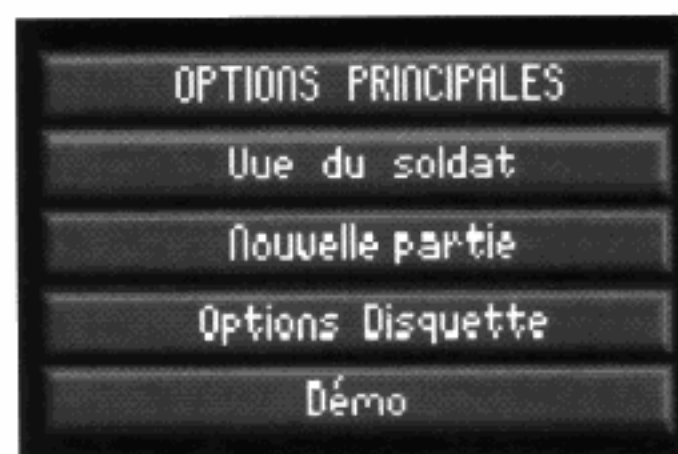 OPTIONS PRINCIPALES
Vue du soldat
Nouvelle partie
Options Disquette
Démo